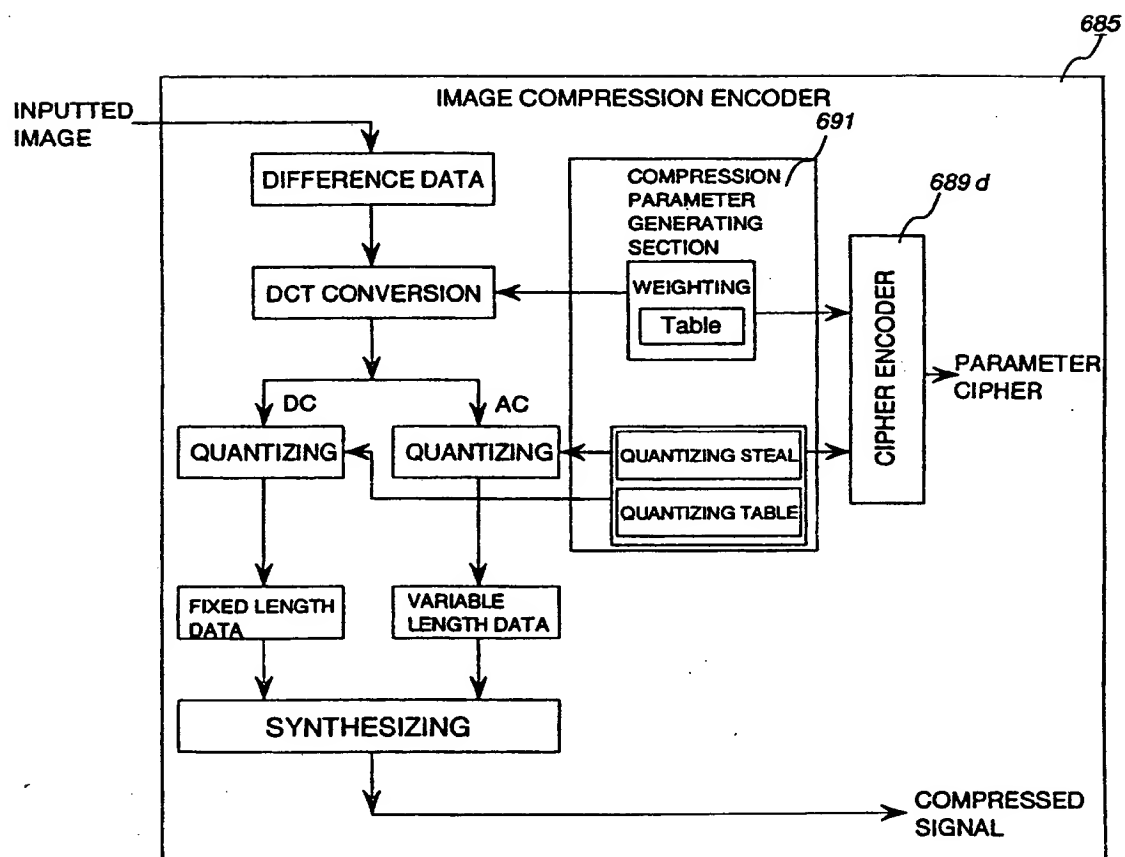 685
IMAGE COMPRESSION ENCODER
INPUTTED
IMAGE
691
DIFFERENCE DATA
COMPRESSION
PARAMETER
GENERATING
SECTION
689 d
DCT CONVERSION
WEIGHTING
Table
CIPHER ENCODER
PARAMETER
CIPHER
DC
AC
QUANTIZING
QUANTIZING
QUANTIZING STEAL
QUANTIZING TABLE
FIXED LENGTH
DATA
VARIABLE
LENGTH DATA
SYNTHESIZING
COMPRESSED
SIGNAL